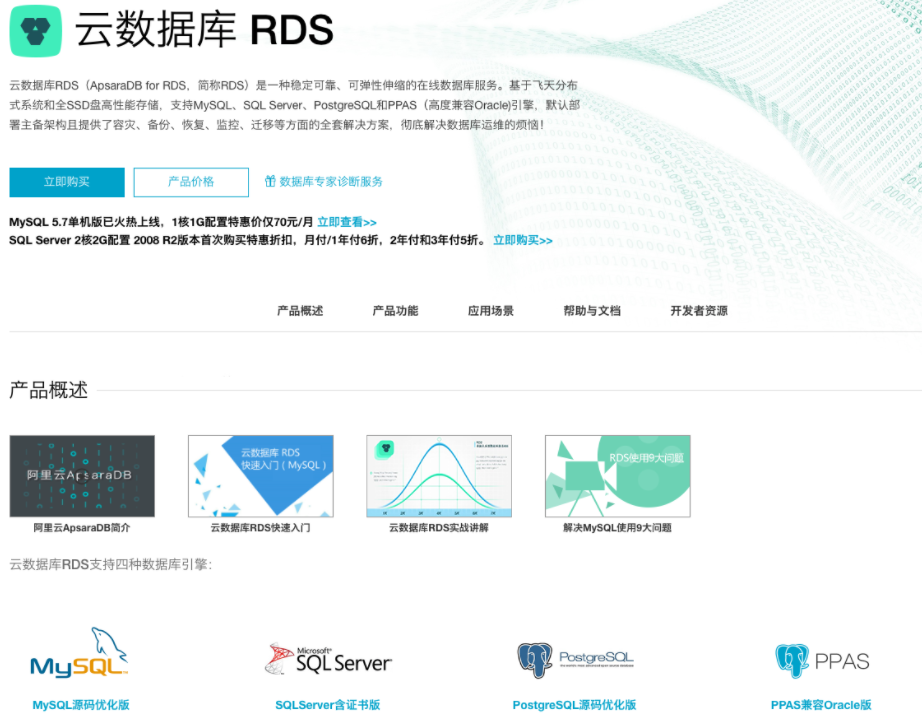 云数据库 RDS
云数据库RDS（ApsaraDB for RDS，简称RDS）是一种稳定可靠、可弹性伸缩的在线数据库服务。基于飞天分布
式系统和全SSD盘高性能存储，支持MySQL、SQL Server、PostgreSQL和PPAS（高度兼容Oracle)引擎，默认部
署主备架构且提供了容灾、备份、恢复、监控、迁移等方面的全套解决方案，彻底解决数据库运维的烦恼！
立即购买 产品价格 数据库专家诊断服务
MySQL 5.7单机版已火热上线，1核1G配置特惠价仅70元/月 立即查看>>
SQL Server 2核2G配置 2008 R2版本首次购买特惠折扣，月付/1年付6折，2年付和3年付5折。 立即购买>>
产品概述 产品功能 应用场景 帮助与文档 开发者资源
产品概述
阿里云ApsaraDB
云数据库 RDS
快速入门（MySQL）
RDS使用9大问题
阿里云ApsaraDB简介 云数据库RDS快速入门 云数据库RDS实战讲解 解决MySQL使用9大问题
云数据库RDS支持四种数据库引擎：
MySQL Microsoft SQL Server PostgreSQL PPAS
MySQL源码优化版 SQLServer含证书版 PostgreSQL源码优化版 PPAS兼容Oracle版